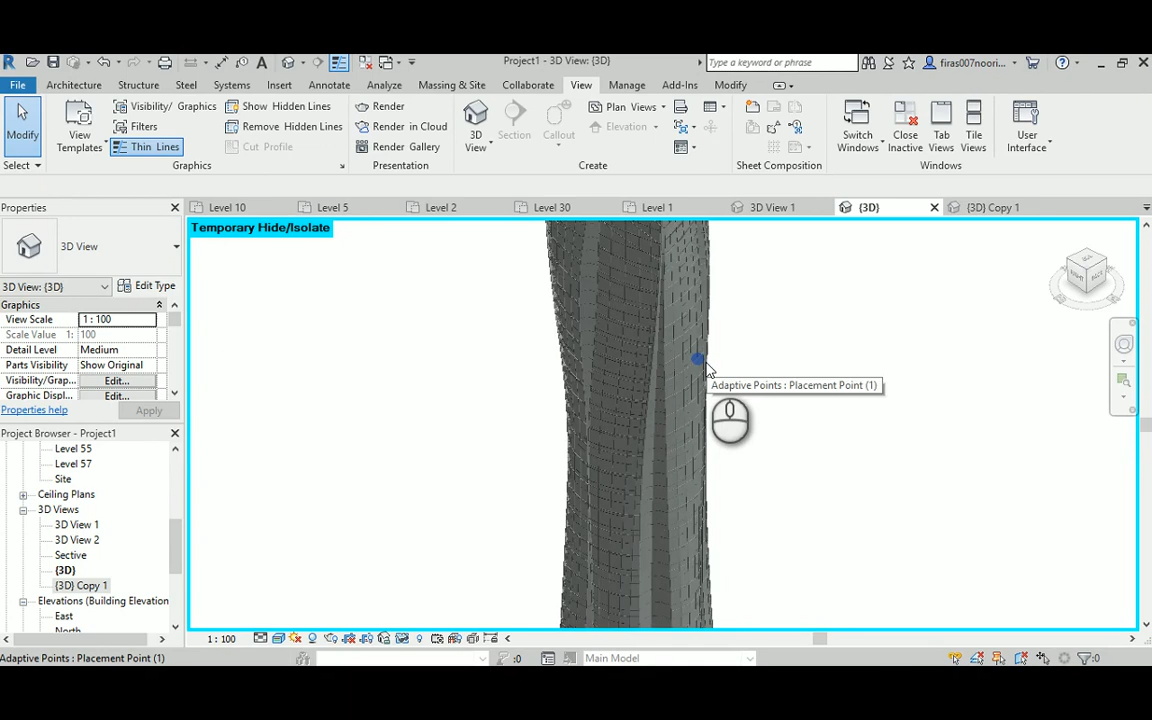 Project1 - 3D View: {3D}
Type a keyword or phrase
firas007noori...
File
Architecture
Structure
Steel
Systems
Insert
Annotate
Analyze
Massing & Site
Collaborate
View
Manage
Add-Ins
Modify
Modify
Select
View
Templates
Visibility/ Graphics
Filters
Thin Lines
Show Hidden Lines
Remove Hidden Lines
Cut Profile
Graphics
Render
Render in Cloud
Render Gallery
Presentation
3D
View
Section
Callout
Plan Views
Elevation
Create
Sheet Composition
Switch
Windows
Close
Inactive
Tab
Views
Tile
Views
Windows
User
Interface
Properties
Level 10
Level 5
Level 2
Level 30
Level 1
3D View 1
{3D}
{3D} Copy 1
Temporary Hide/Isolate
3D View
3D View: {3D}
Edit Type
Graphics
View Scale
1 : 100
Scale Value 1:
100
Detail Level
Medium
Parts Visibility
Show Original
Visibility/Grap...
Edit...
Graphic Displ...
Edit...
Properties help
Apply
Adaptive Points : Placement Point (1)
RIGHT
BACK
Project Browser - Project1
Level 55
Level 57
Site
Ceiling Plans
3D Views
3D View 1
3D View 2
Sective
{3D}
{3D} Copy 1
Elevations (Building Elevation
East
North
1 : 100
Adaptive Points : Placement Point (1)
:0
Main Model
:0